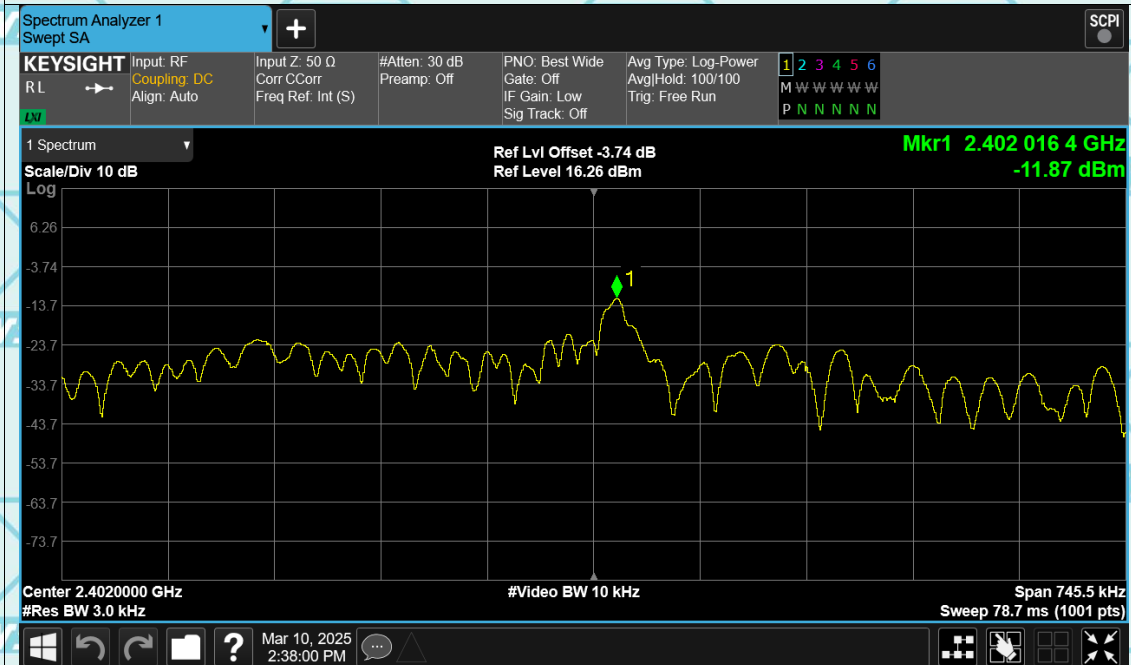 Spectrum Analyzer 1
Swept SA
SCPI
KEYSIGHT
RL
LXI
Input: RF
Coupling: DC
Align: Auto
Input Z: 50 Ω
Corr CCorr
Freq Ref: Int (S)
#Atten: 30 dB
Preamp: Off
PNO: Best Wide
Gate: Off
IF Gain: Low
Sig Track: Off
Avg Type: Log-Power
Avg|Hold: 100/100
Trig: Free Run
1 2 3 4 5 6
M W W W W W
P N N N N N
1 Spectrum
Scale/Div 10 dB
Ref Lvl Offset -3.74 dB
Ref Level 16.26 dBm
Mkr1 2.402 016 4 GHz
-11.87 dBm
Log
6.26
-3.74
-13.7
-23.7
-33.7
-43.7
-53.7
-63.7
-73.7
1
Center 2.4020000 GHz
#Res BW 3.0 kHz
#Video BW 10 kHz
Span 745.5 kHz
Sweep 78.7 ms (1001 pts)
?
Mar 10, 2025
2:38:00 PM